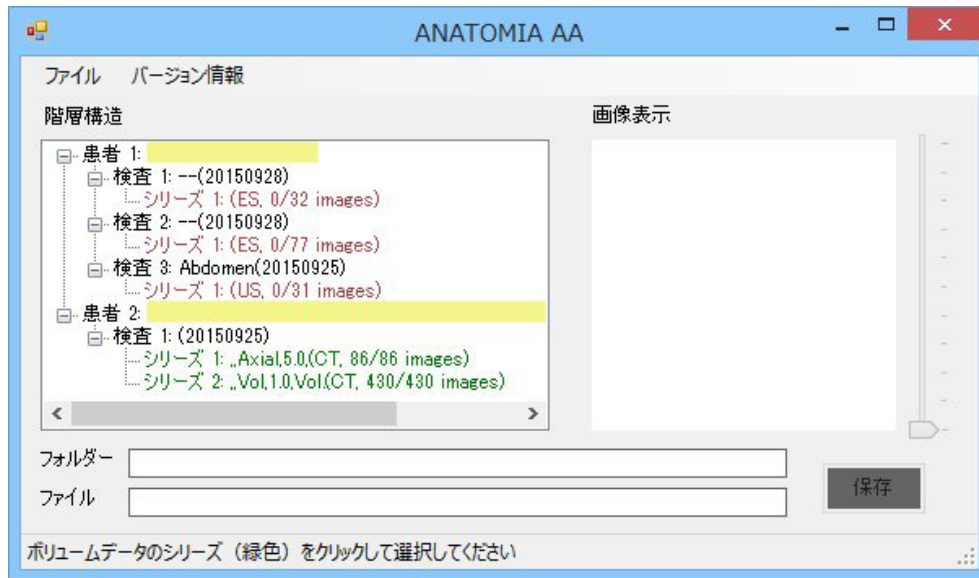 ANATOMIA AA
ファイル バージョン情報
階層構造
画像表示
患者 1:
検査 1: --(20150928)
シリーズ 1: (ES, 0/32 images)
検査 2: --(20150928)
シリーズ 1: (ES, 0/77 images)
検査 3: Abdomen(20150925)
シリーズ 1: (US, 0/31 images)
患者 2:
検査 1: (20150925)
シリーズ 1: ,,Axial,5.0,(CT, 86/86 images)
シリーズ 2: ,,Vol,1.0,Vol,(CT, 430/430 images)
フォルダー
ファイル
保存
ボリュームデータのシリーズ（緑色）をクリックして選択してください